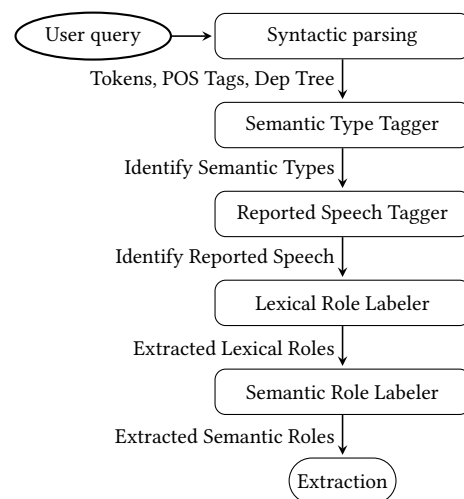 User query
Syntactic parsing
Tokens, POS Tags, Dep Tree
Semantic Type Tagger
Identify Semantic Types
Reported Speech Tagger
Identify Reported Speech
Lexical Role Labeler
Extracted Lexical Roles
Semantic Role Labeler
Extracted Semantic Roles
Extraction